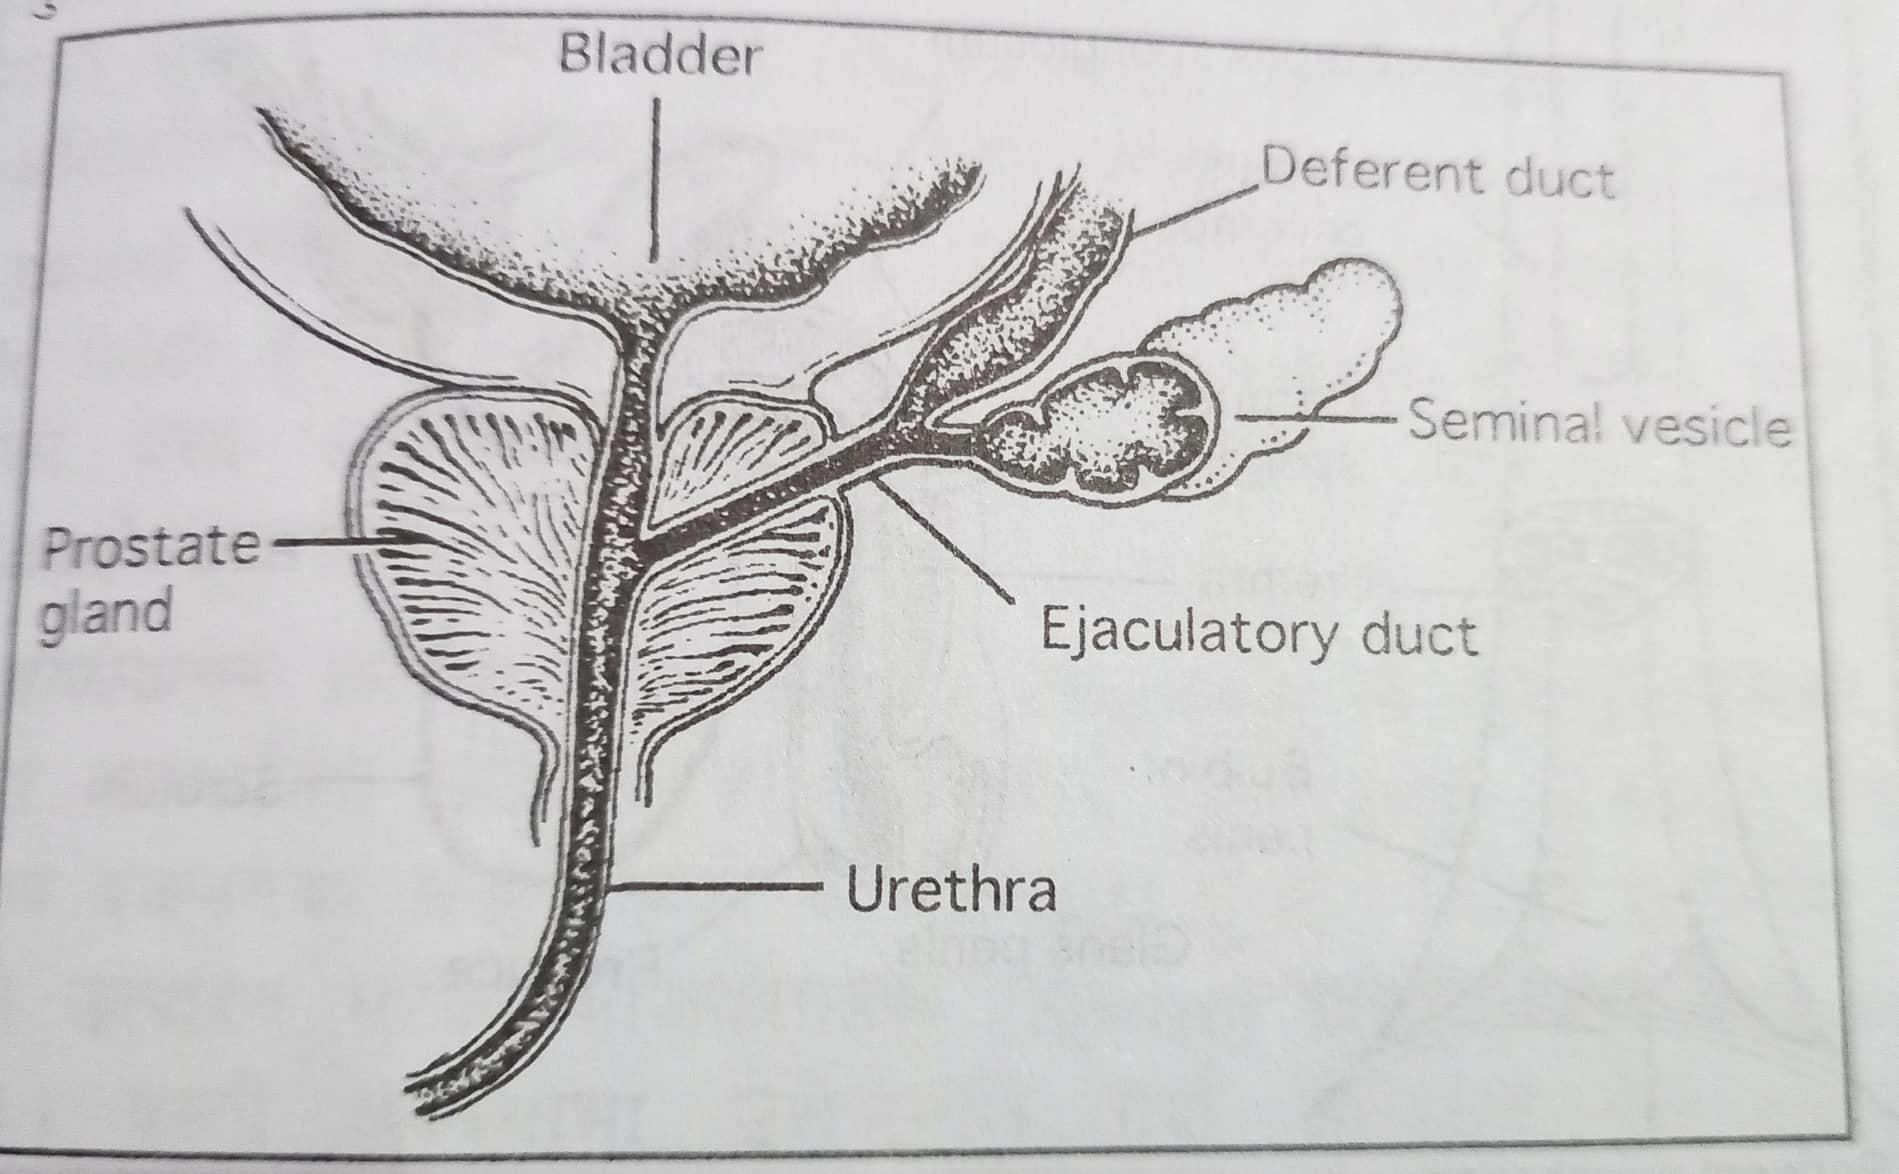 Bladder
Deferent duct
Seminal vesicle
Prostate
gland
Ejaculatory duct
Urethra